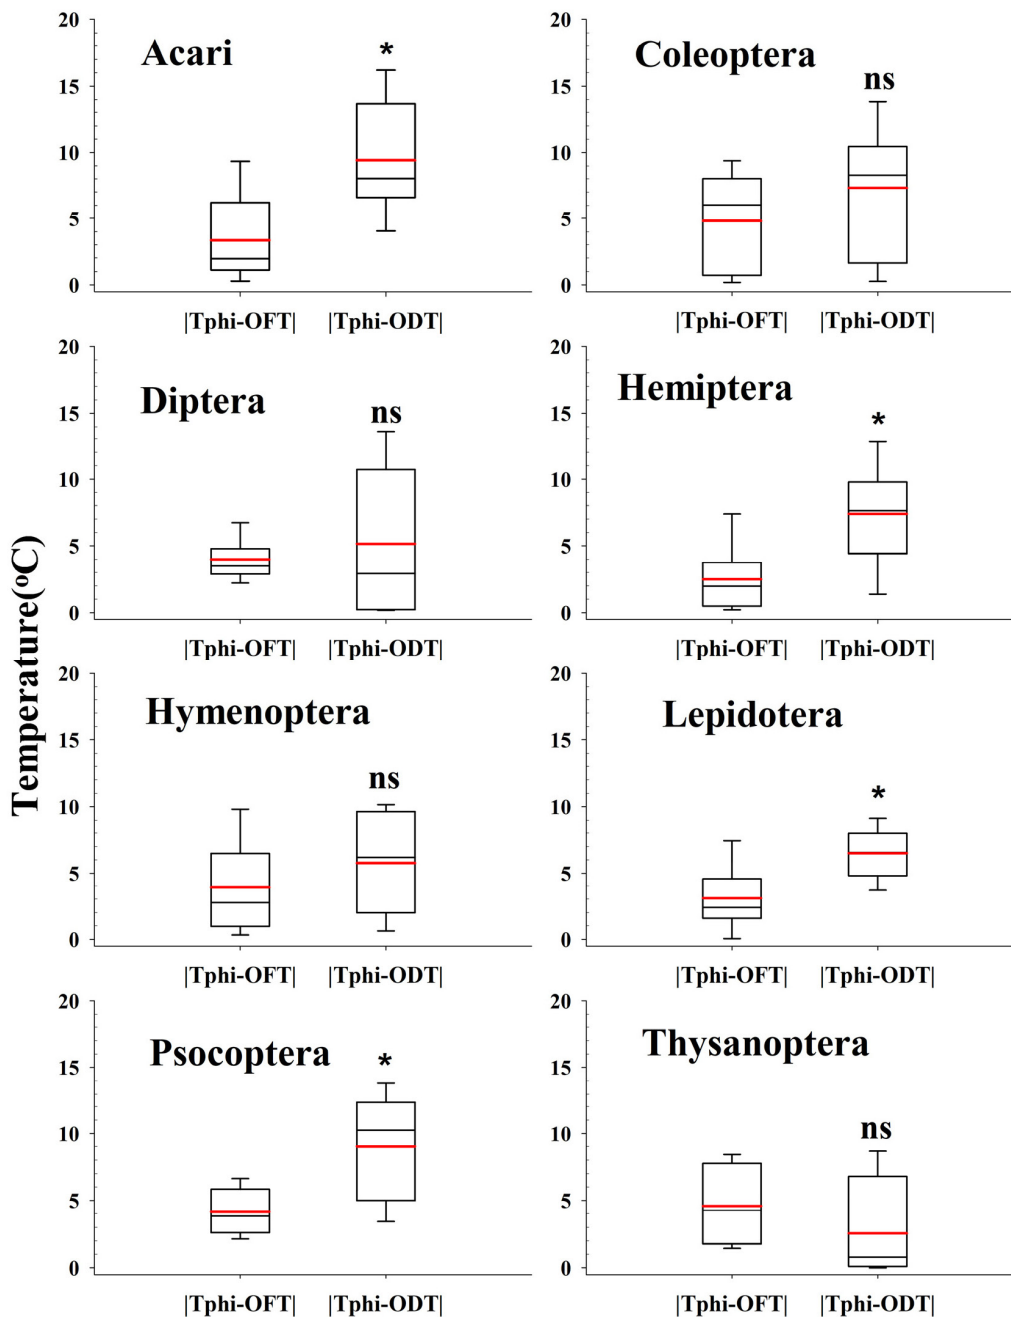 Temperature(°C)
Acari
*
20
15
10
5
0
|Tphi-OFT| |Tphi-ODT|
Coleoptera
ns
20
15
10
5
0
|Tphi-OFT| |Tphi-ODT|
Diptera
ns
20
15
10
5
0
|Tphi-OFT| |Tphi-ODT|
Hemiptera
*
20
15
10
5
0
|Tphi-OFT| |Tphi-ODT|
Hymenoptera
ns
20
15
10
5
0
|Tphi-OFT| |Tphi-ODT|
Lepidotera
*
20
15
10
5
0
|Tphi-OFT| |Tphi-ODT|
Psocoptera
*
20
15
10
5
0
|Tphi-OFT| |Tphi-ODT|
Thysanoptera
ns
20
15
10
5
0
|Tphi-OFT| |Tphi-ODT|